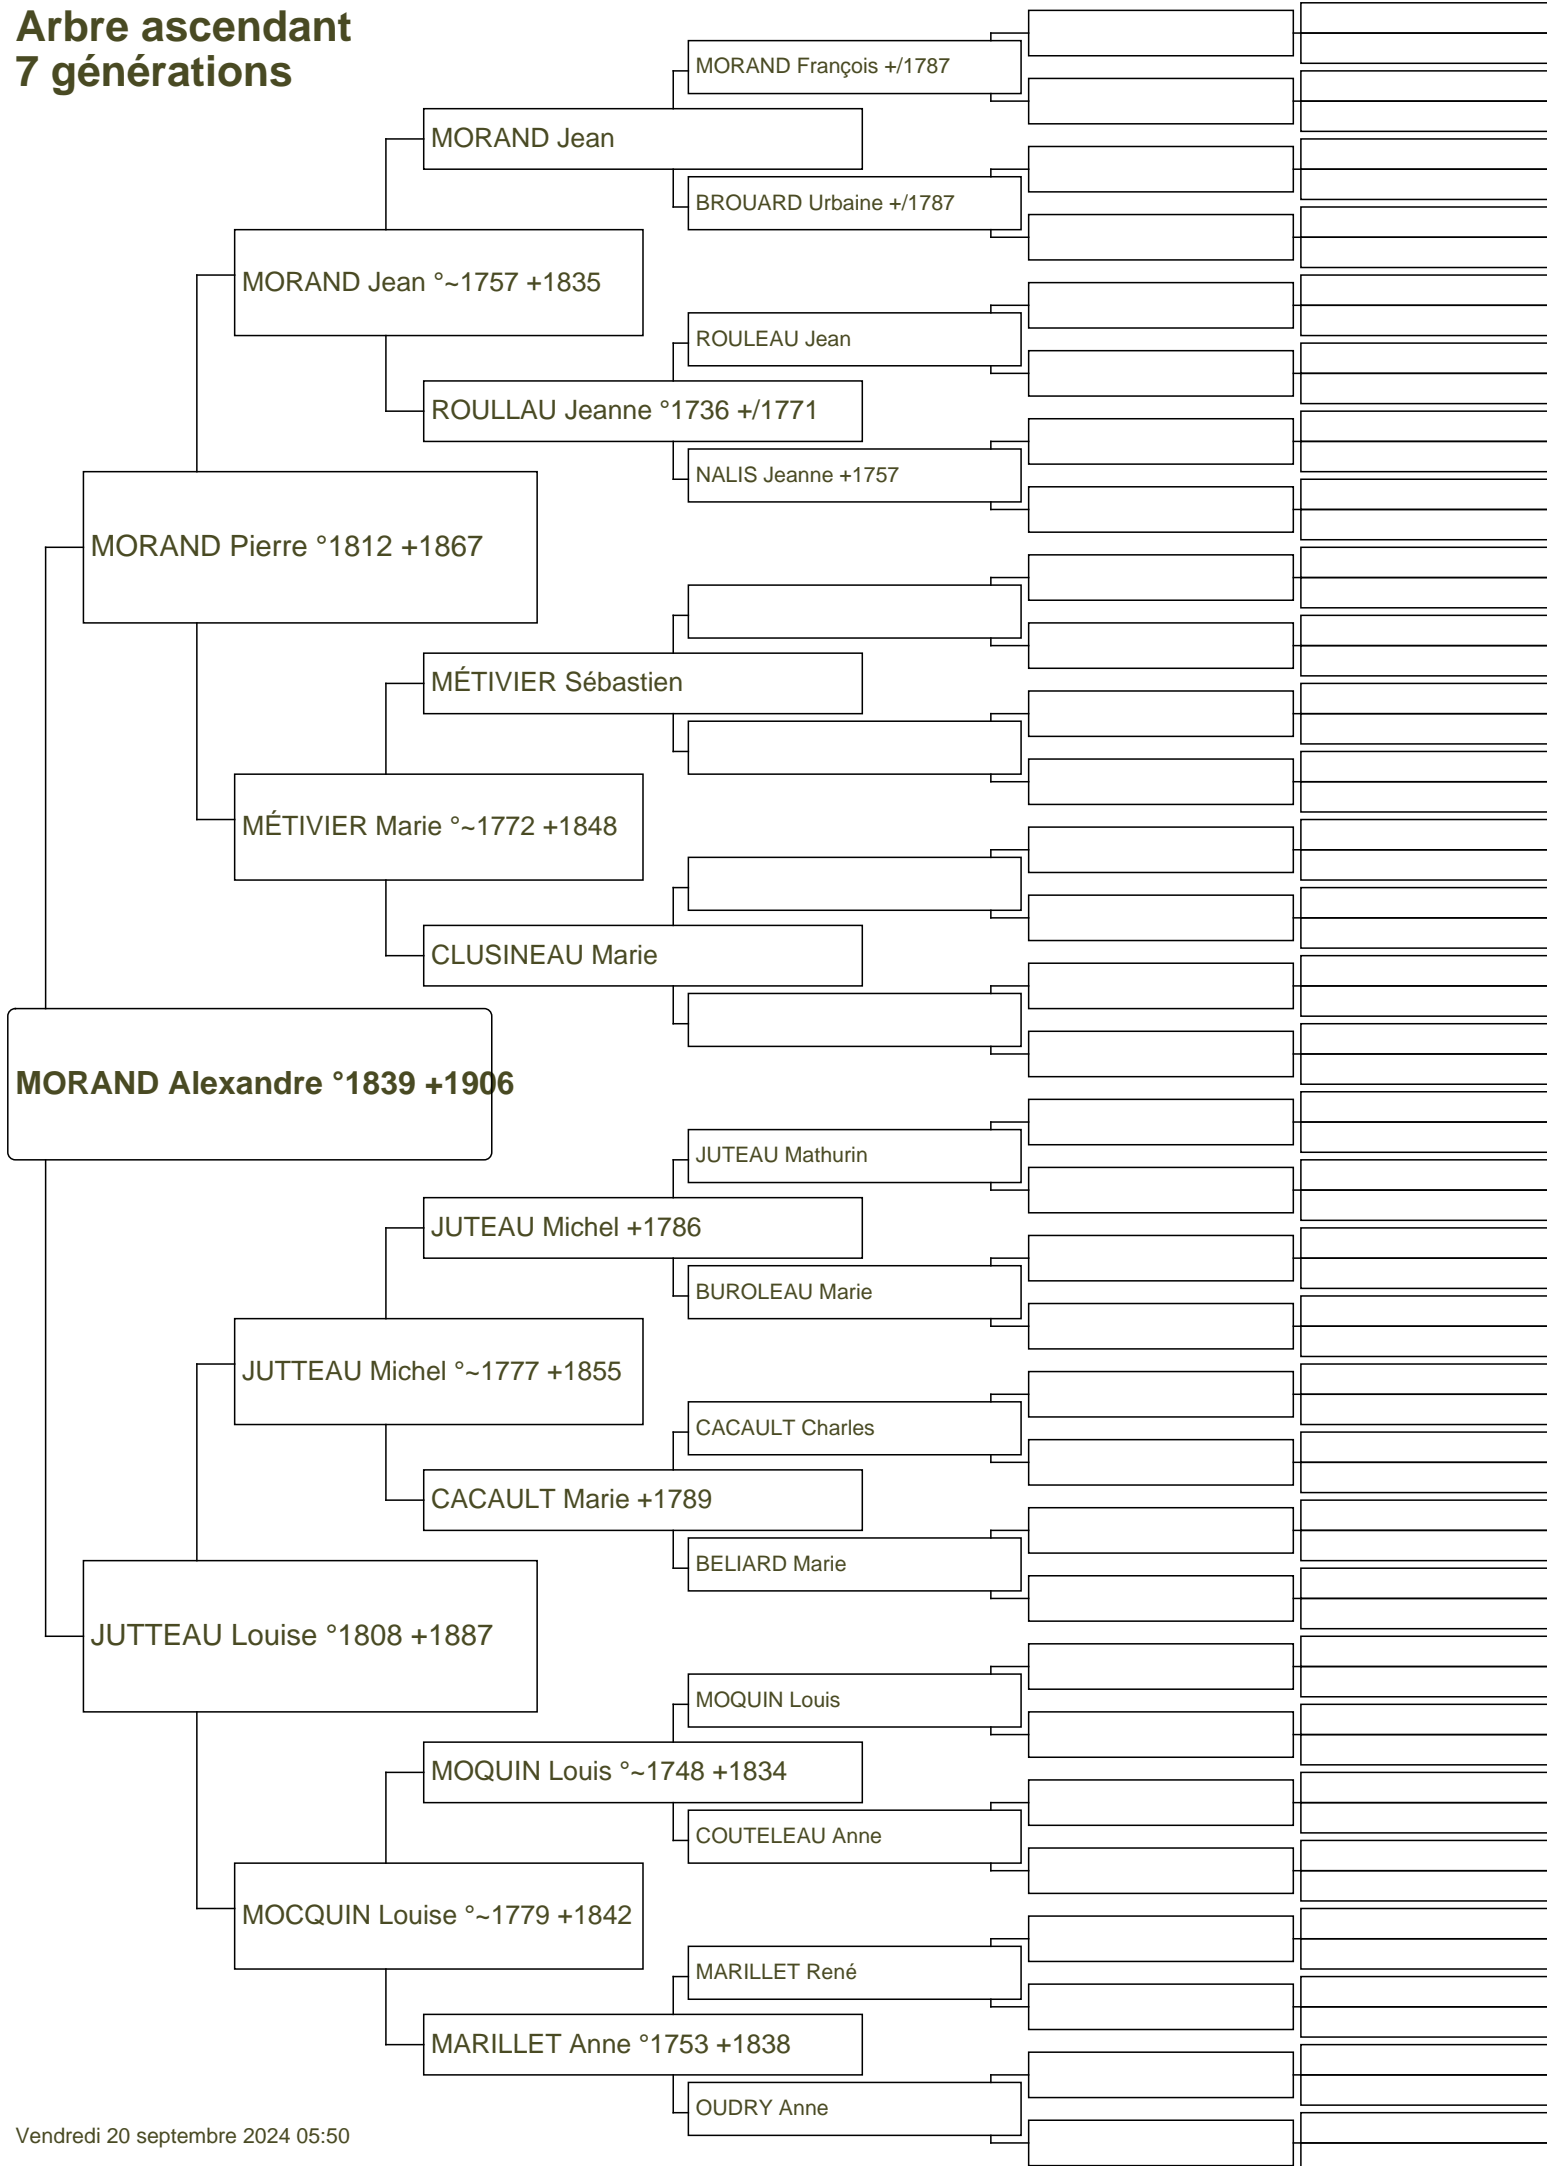 Arbre ascendant
7 générations
MORAND François +/1787
MORAND Jean
BROUARD Urbaine +/1787
MORAND Jean °~1757 +1835
ROULEAU Jean
ROULLAU Jeanne °1736 +/1771
NALIS Jeanne +1757
MORAND Pierre °1812 +1867
MÉTIVIER Sébastien
MÉTIVIER Marie °~1772 +1848
CLUSINEAU Marie
MORAND Alexandre °1839 +1906
JUTEAU Mathurin
JUTEAU Michel +1786
BUROLEAU Marie
JUTTEAU Michel °~1777 +1855
CACAULT Charles
CACAULT Marie +1789
BELIARD Marie
JUTTEAU Louise °1808 +1887
MOQUIN Louis
MOQUIN Louis °~1748 +1834
COUTELEAU Anne
MOCQUIN Louise °~1779 +1842
MARILLET René
MARILLET Anne °1753 +1838
OUDRY Anne
Vendredi 20 septembre 2024 05:50